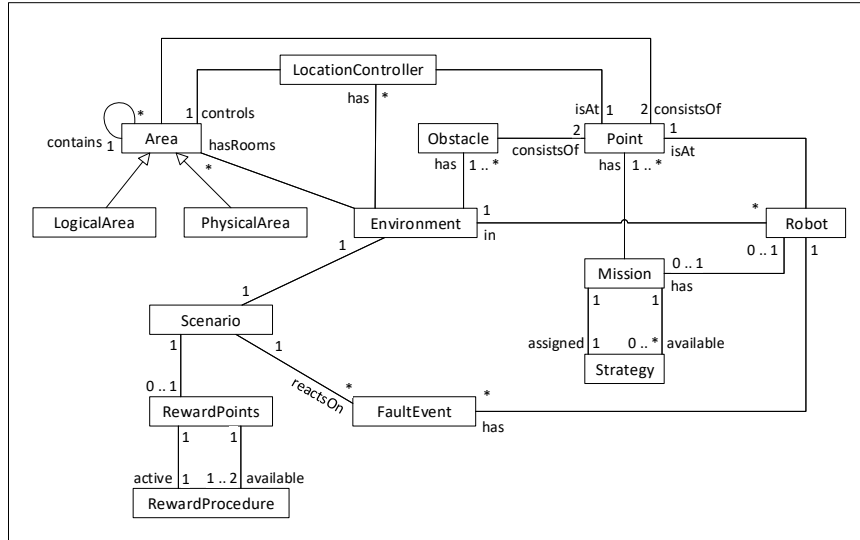 LocationController
has *
1 controls
isAt 1
2 consistsOf
*
contains 1
Area
hasRooms
*
Obstacle
has 1 .. *
2
consistsOf
Point
1
isAt
has 1 .. *
LogicalArea
PhysicalArea
Environment
1
in
*
Robot
0 .. 1
1
1
1
Mission
0 .. 1
has
1
1
assigned 1
0 .. * available
Strategy
Scenario
1
1
0 .. 1
reactsOn
*
RewardPoints
FaultEvent
*
has
1
1
active 1
1 .. 2 available
RewardProcedure